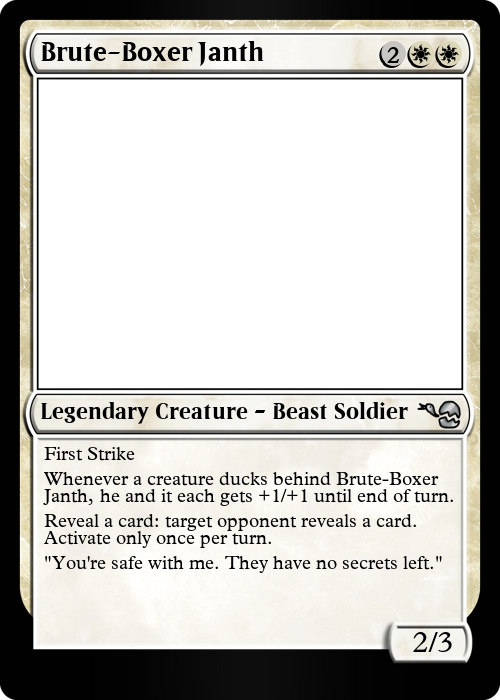 Brute-Boxer Janth 2
Legendary Creature - Beast Soldier
First Strike
Whenever a creature ducks behind Brute-Boxer
Janth, he and it each gets +1/+1 until end of turn.
Reveal a card: target opponent reveals a card.
Activate only once per turn.
"You're safe with me. They have no secrets left."
2/3